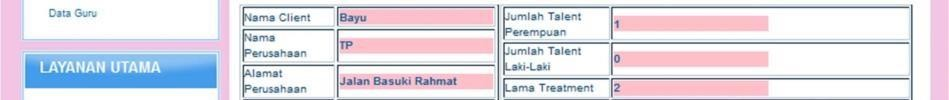 Data Guru
LAYANAN UTAMA
Nama Client
Bayu
Nama
Perusahaan
TP
Alamat
Perusahaan
Jalan Basuki Rahmat
Jumlah Talent
Perempuan
1
Jumlah Talent
Laki-Laki
0
Lama Treatment
2